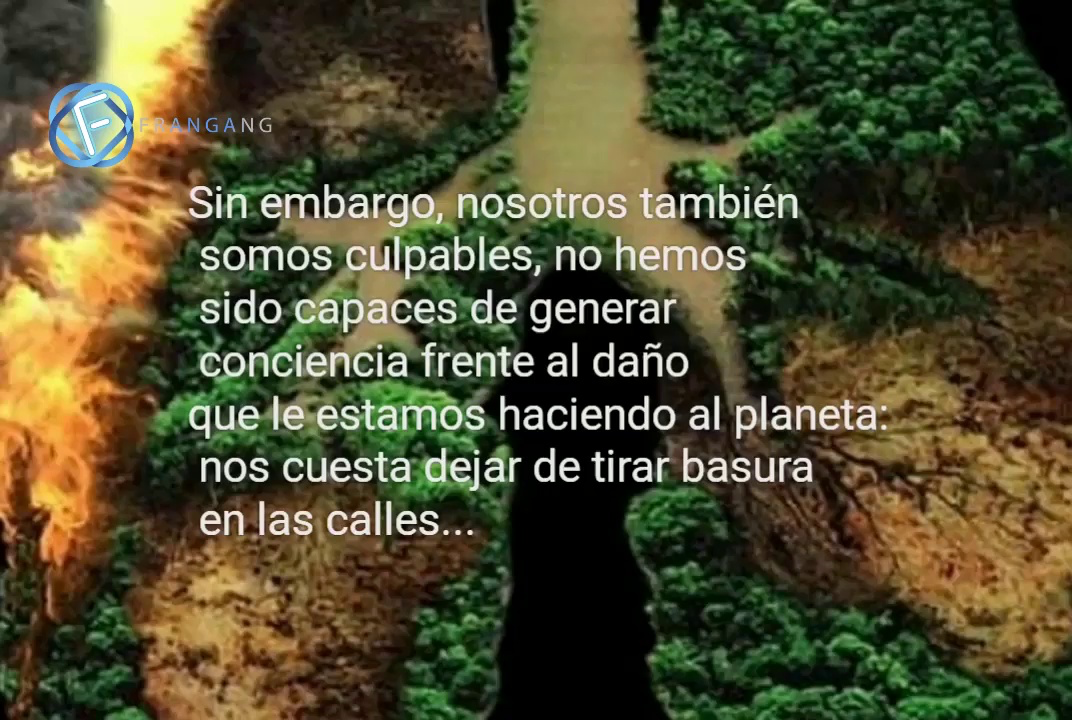 FRANGANG
Sin embargo, nosotros también
somos culpables, no hemos
sido capaces de generar
conciencia frente al daño
que le estamos haciendo al planeta:
nos cuesta dejar de tirar basura
en las calles...